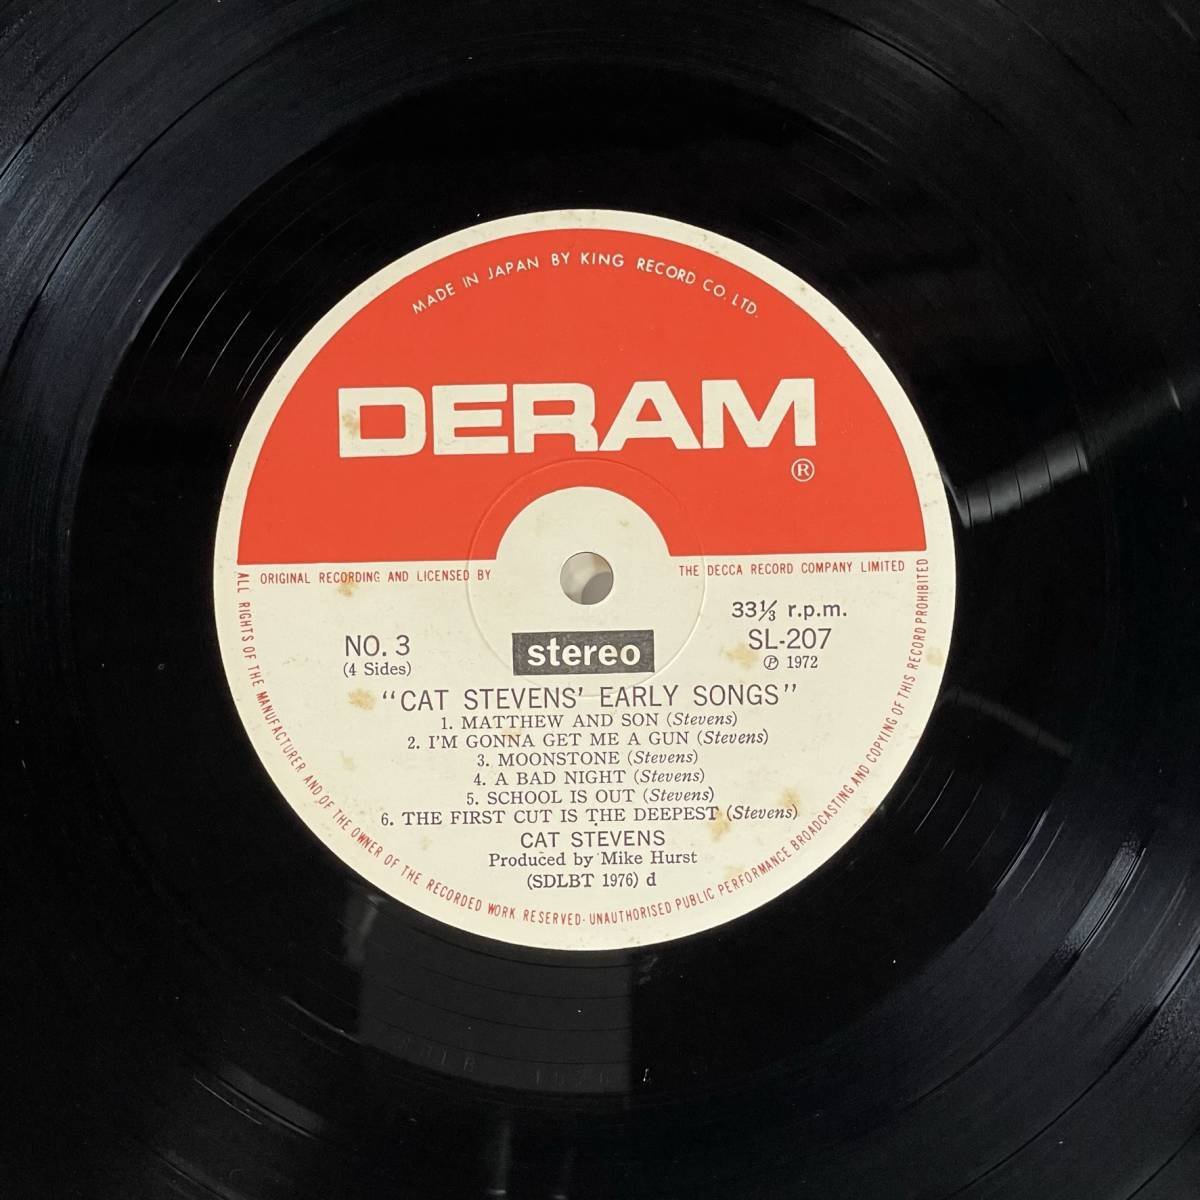 MADE IN JAPAN BY KING RECORD CO. LTD.
DERAM
®
ORIGINAL RECORDING AND LICENSED BY THE DECCA RECORD COMPANY LIMITED
33⅓ r.p.m.
NO. 3
SL-207
(4 Sides)
℗ 1972
stereo
"CAT STEVENS' EARLY SONGS"
1. MATTHEW AND SON (Stevens)
2. I'M GONNA GET ME A GUN (Stevens)
3. MOONSTONE (Stevens)
4. A BAD NIGHT (Stevens)
5. SCHOOL IS OUT (Stevens)
6. THE FIRST CUT IS THE DEEPEST (Stevens)
CAT STEVENS
Produced by Mike Hurst
(SDLBT 1976) d
ALL RIGHTS OF THE MANUFACTURER AND OF THE OWNER OF THE RECORDED WORK RESERVED· UNAUTHORISED PUBLIC PERFORMANCE BROADCASTING AND COPYING OF THIS RECORD PROHIBITED